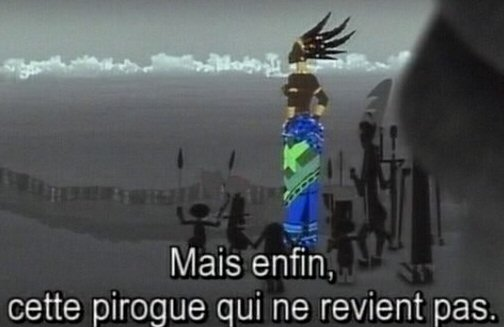 Mais enfin,
cette pirogue qui ne revient pas.